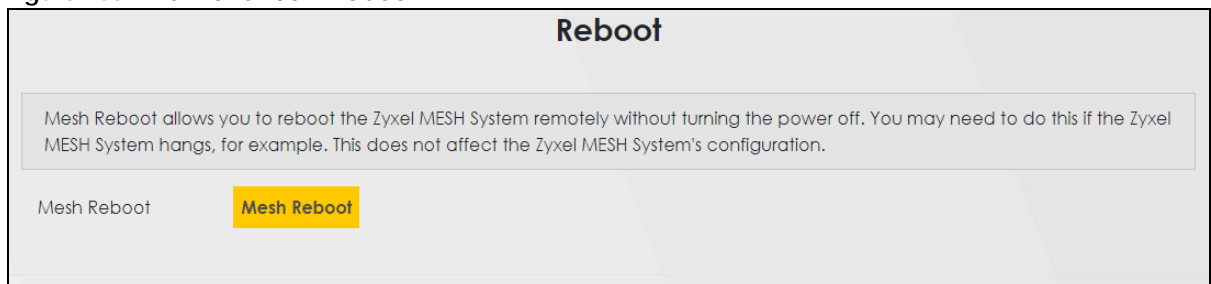 Reboot
Mesh Reboot allows you to reboot the Zyxel MESH System remotely without turning the power off. You may need to do this if the Zyxel
MESH System hangs, for example. This does not affect the Zyxel MESH System's configuration.
Mesh Reboot
Mesh Reboot